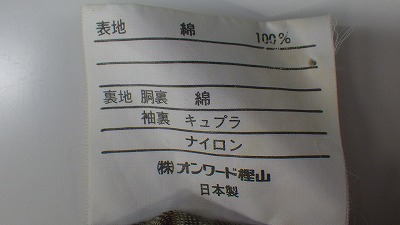 表地 綿 100%
裏地 胴裏 綿
袖裏 キュプラ
ナイロン
(株)オンワード樫山
日本製